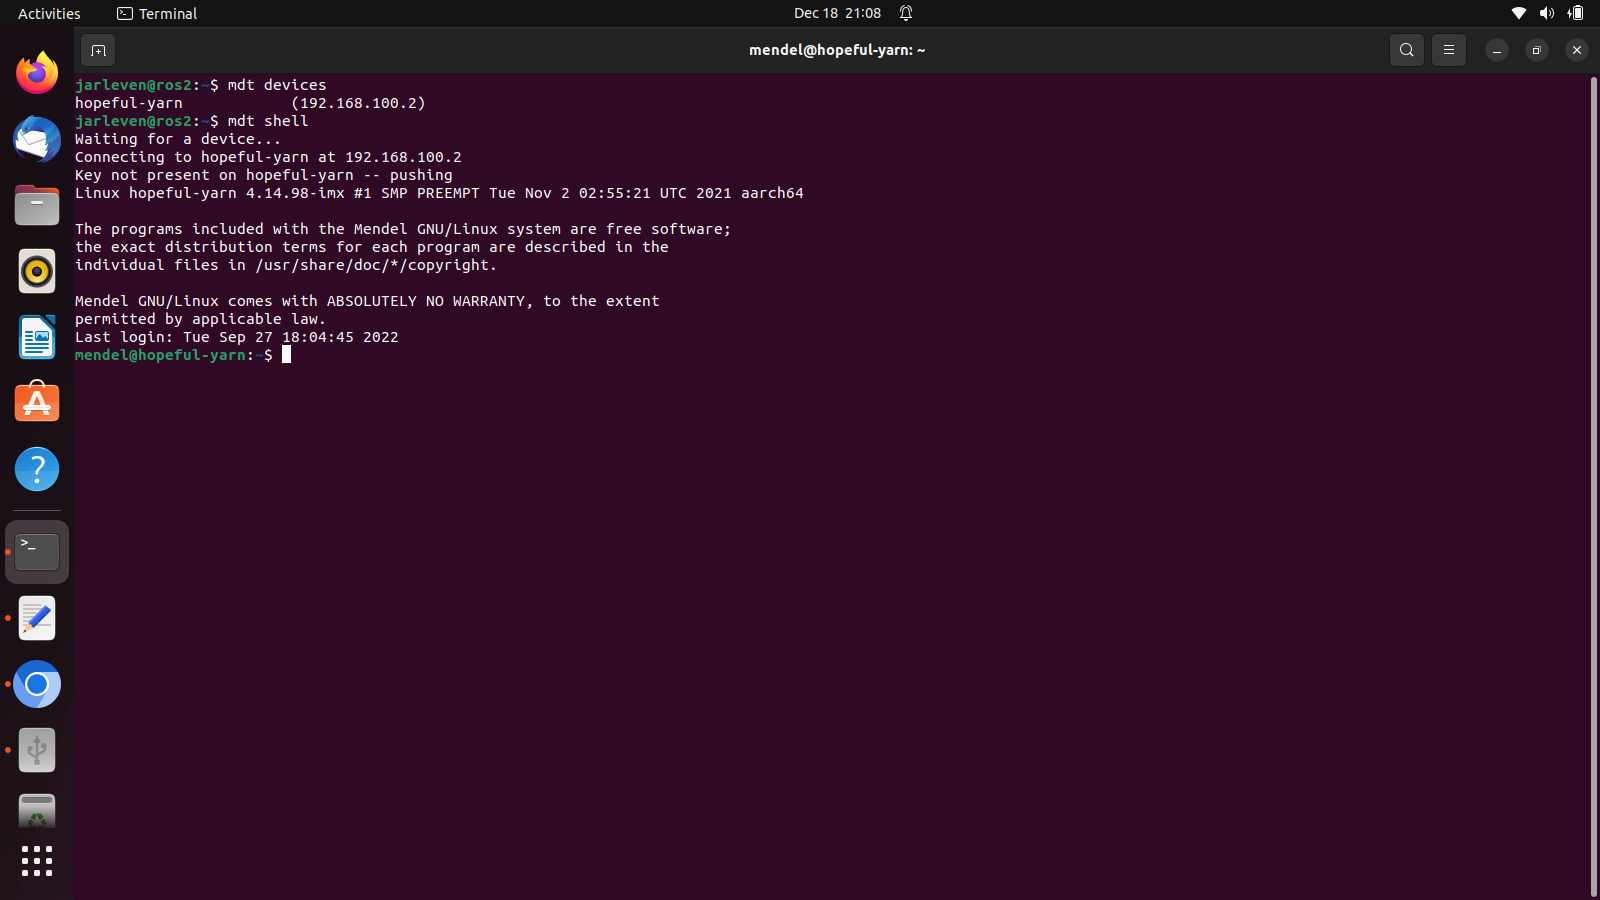 Activities
Terminal
Dec 18 21:08
mendel@hopeful-yarn: ~
jarleven@ros2:~$ mdt devices
hopeful-yarn            (192.168.100.2)
jarleven@ros2:~$ mdt shell
Waiting for a device...
Connecting to hopeful-yarn at 192.168.100.2
Key not present on hopeful-yarn -- pushing
Linux hopeful-yarn 4.14.98-imx #1 SMP PREEMPT Tue Nov 2 02:55:21 UTC 2021 aarch64
The programs included with the Mendel GNU/Linux system are free software;
the exact distribution terms for each program are described in the
individual files in /usr/share/doc/*/copyright.
Mendel GNU/Linux comes with ABSOLUTELY NO WARRANTY, to the extent
permitted by applicable law.
Last login: Tue Sep 27 18:04:45 2022
mendel@hopeful-yarn:~$